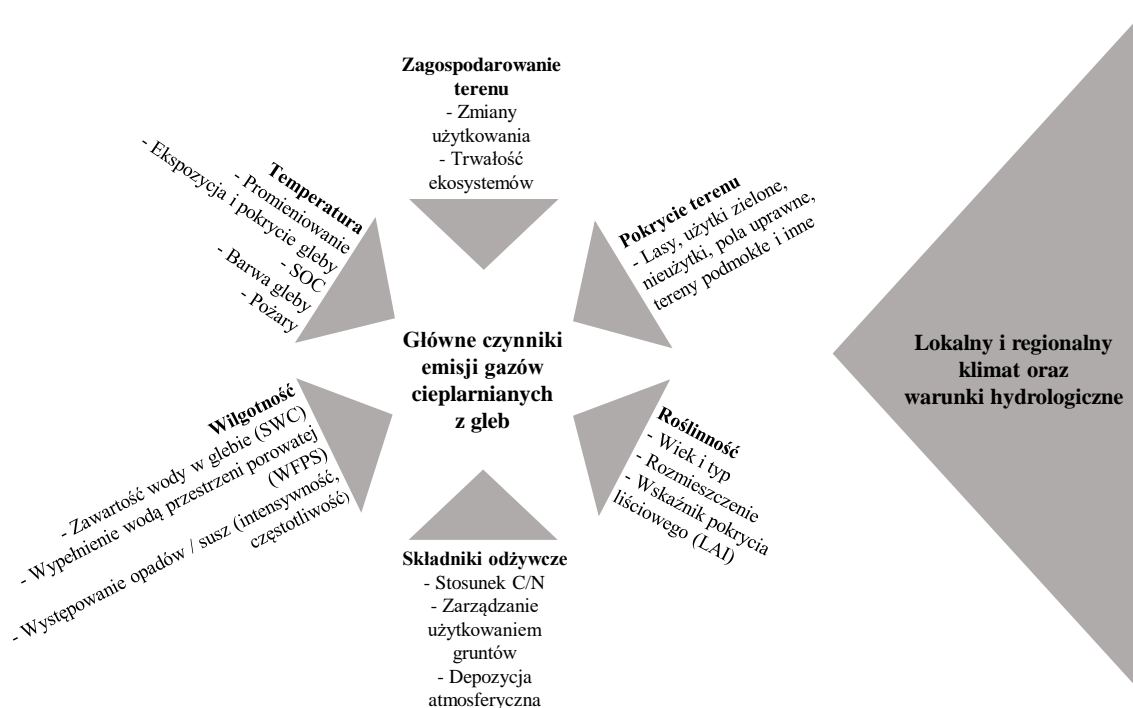 Zagospodarowanie
terenu
- Zmiany
użytkowania
- Trwałość
ekosystemów
Temperatura
- Promieniowanie
- Ekspozycja i pokrycie gleby
- SOC
- Barwa gleby
- Pożary
Pokrycie terenu
- Lasy, użytki zielone,
nieużytki, pola uprawne,
tereny podmokłe i inne
Główne czynniki
emisji gazów
cieplarnianych
z gleb
Lokalny i regionalny
klimat oraz
warunki hydrologiczne
Wilgotność
- Zawartość wody w glebie (SWC)
- Wypełnienie wodą przestrzeni porowatej
(WFPS)
- Występowanie opadów / susz (intensywność,
częstotliwość)
Roślinność
- Wiek i typ
- Rozmieszczenie
- Wskaźnik pokrycia
liściowego (LAI)
Składniki odżywcze
- Stosunek C/N
- Zarządzanie
użytkowaniem
gruntów
- Depozycja
atmosferyczna